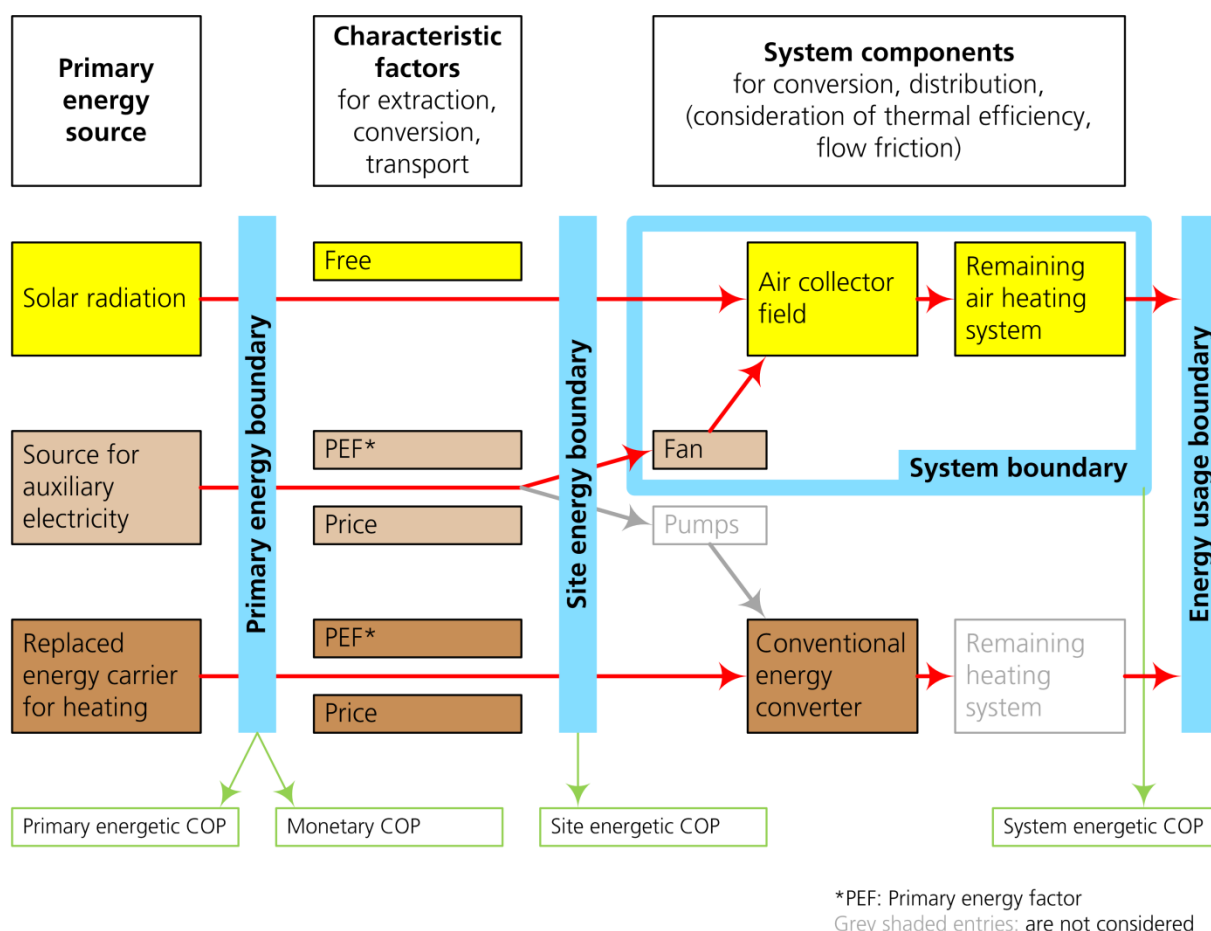 Primary
energy
source
Characteristic
factors
for extraction,
conversion,
transport
System components
for conversion, distribution,
(consideration of thermal efficiency,
flow friction)
Solar radiation
Free
Air collector
field
Remaining
air heating
system
Source for
auxiliary
electricity
PEF*
Price
Fan
Pumps
System boundary
Replaced
energy carrier
for heating
PEF*
Price
Conventional
energy
converter
Remaining
heating
system
Primary energy boundary
Site energy boundary
Energy usage boundary
Primary energetic COP
Monetary COP
Site energetic COP
System energetic COP
*PEF: Primary energy factor
Grey shaded entries: are not considered